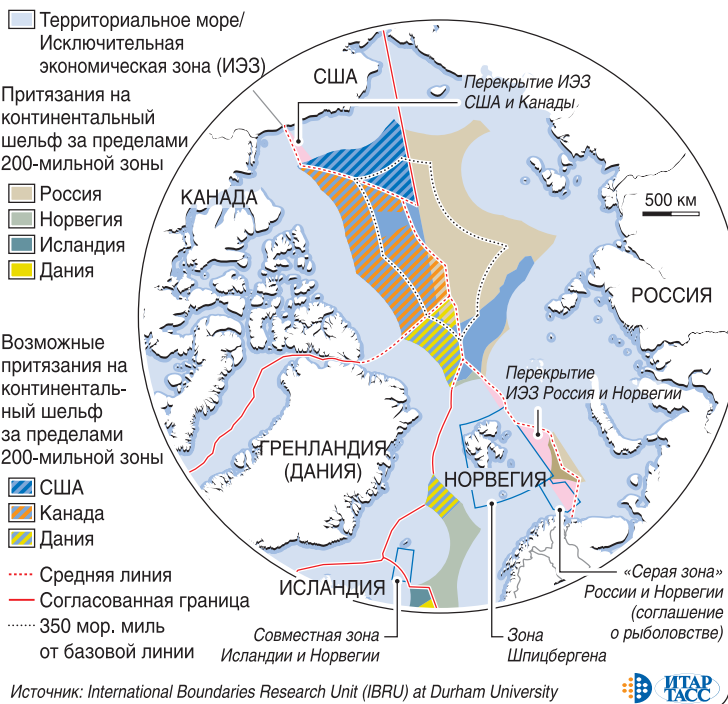 Территориальное море/
Исключительная
экономическая зона (ИЭЗ)
Притязания на
континентальный
шельф за пределами
200-мильной зоны
Россия
Норвегия
Исландия
Дания
Возможные
притязания на
континенталь-
ный шельф
за пределами
200-мильной зоны
США
Канада
Дания
Средняя линия
Согласованная граница
350 мор. миль
от базовой линии
США
Перекрытие ИЭЗ
США и Канады
КАНАДА
500 км
РОССИЯ
Перекрытие
ИЭЗ Россия и Норвегии
ГРЕНЛАНДИЯ
(ДАНИЯ)
НОРВЕГИЯ
ИСЛАНДИЯ
«Серая зона»
России и Норвегии
(соглашение
о рыболовстве)
Совместная зона
Исландии и Норвегии
Зона
Шпицбергена
Источник: International Boundaries Research Unit (IBRU) at Durham University
ИТАР
ТАСС